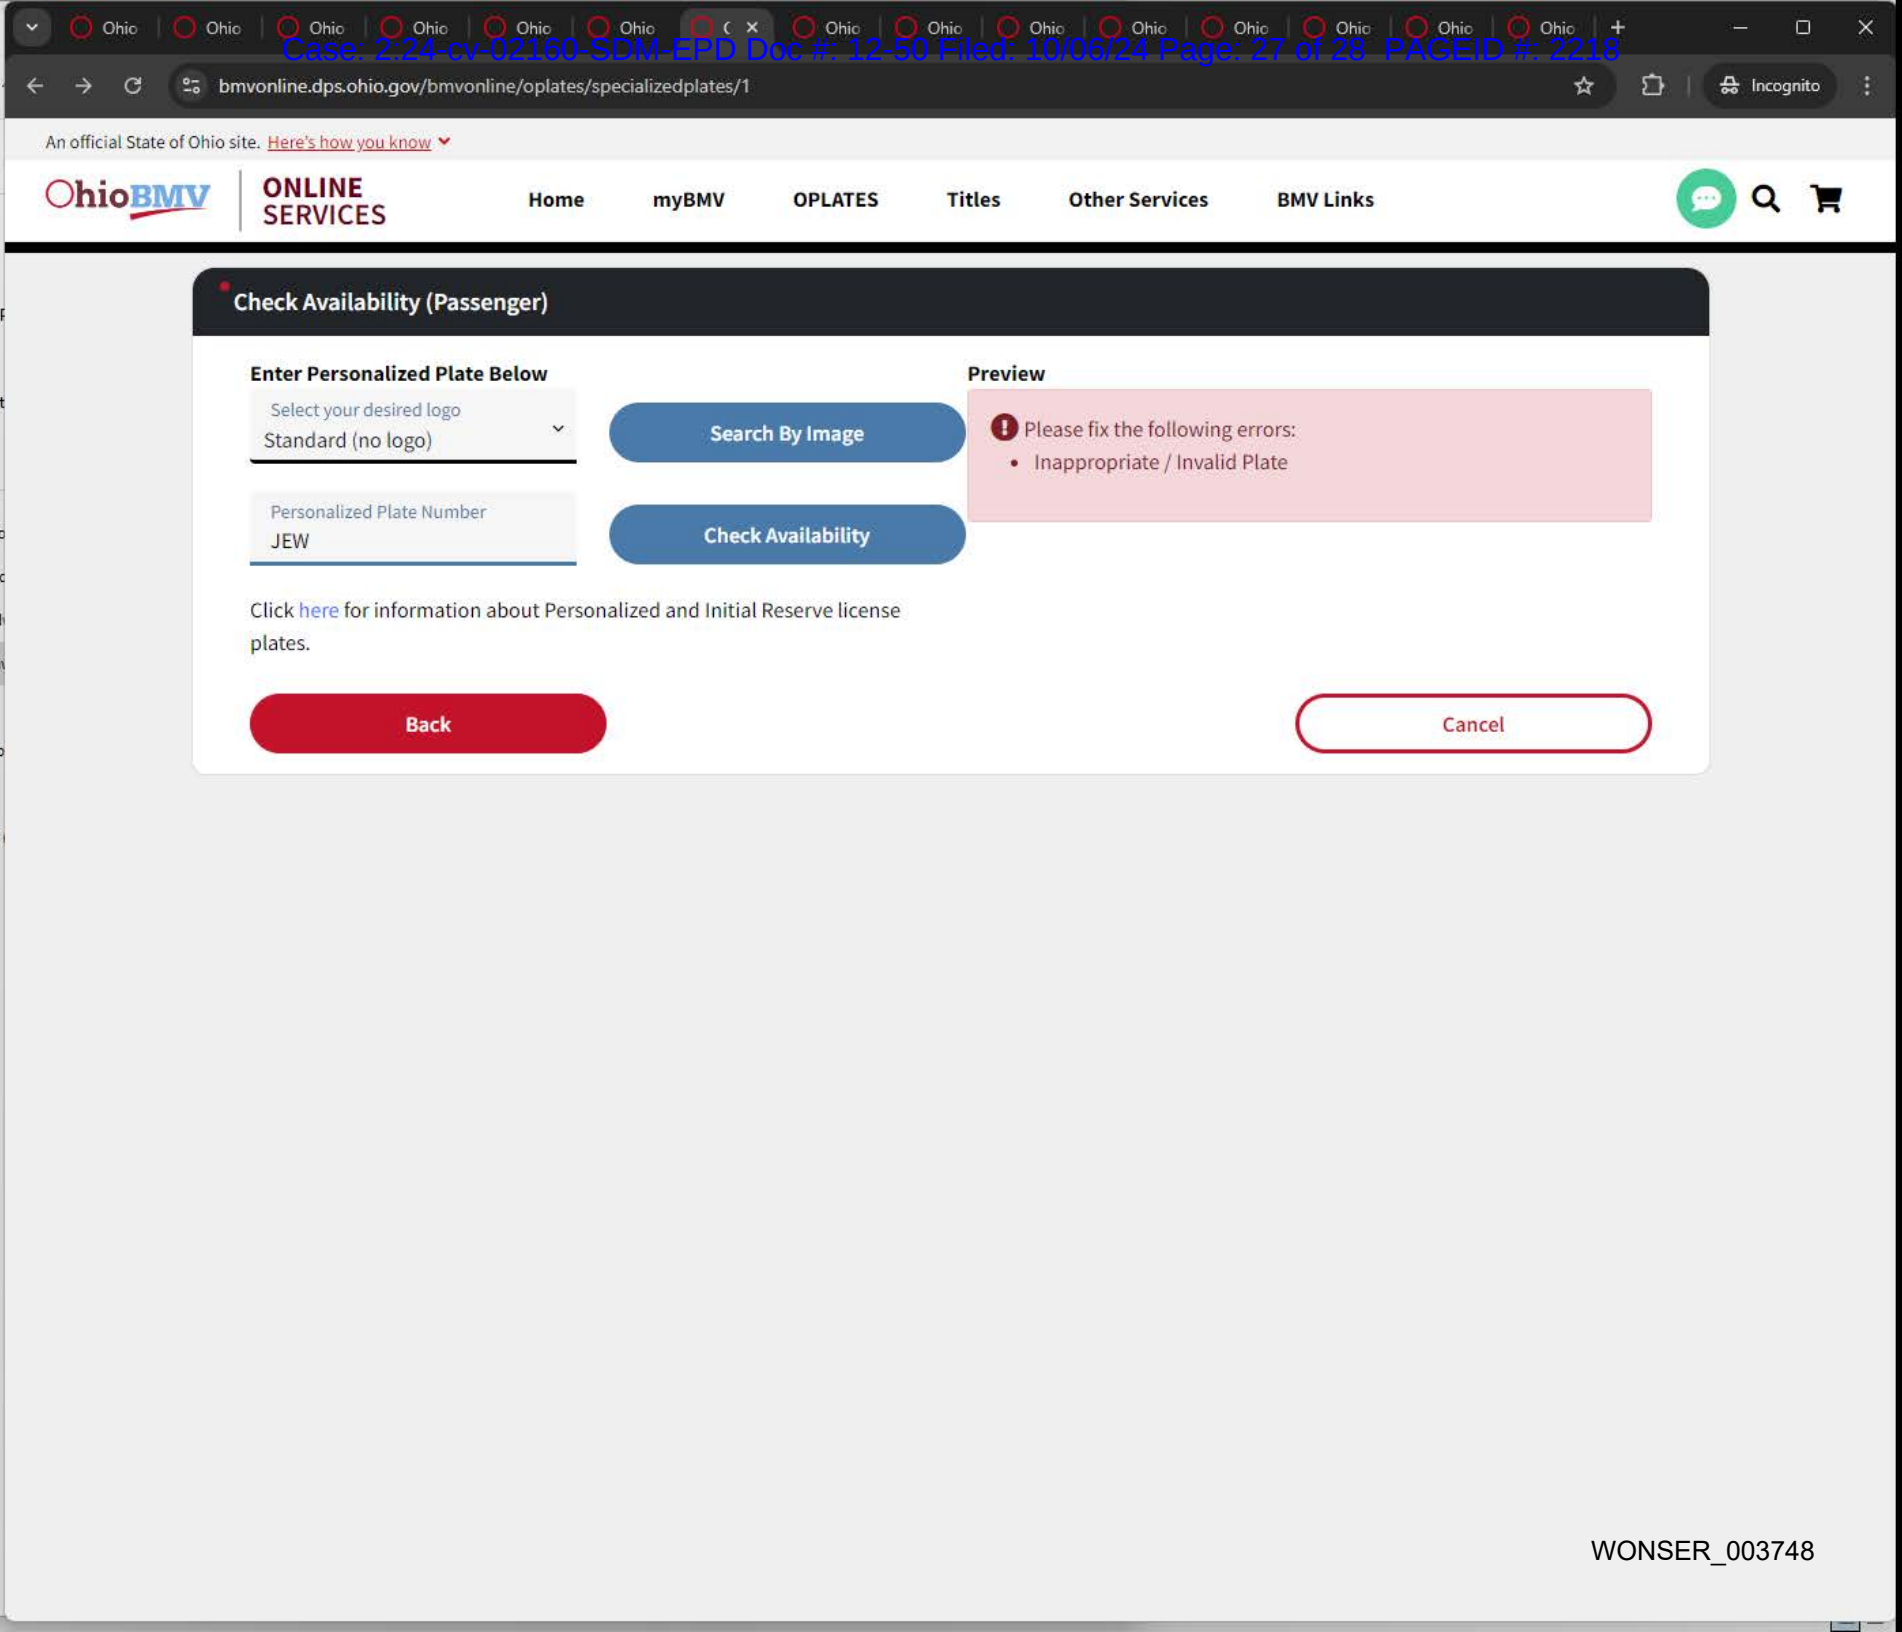 Ohio Ohio Ohio Ohio Ohio Ohio Ohio Ohio Ohio Ohio Ohio Ohio Ohio Ohio
Case: 2:24-cv-02160-SDM-EPD Doc #: 12-50 Filed: 10/06/24 Page: 27 of 28 PAGEID #: 2218
bmvonline.dps.ohio.gov/bmvonline/oplates/specializedplates/1
Incognito
An official State of Ohio site. Here's how you know
OhioBMV
ONLINE
SERVICES
Home myBMV OPLATES Titles Other Services BMV Links
Check Availability (Passenger)
Enter Personalized Plate Below
Select your desired logo
Standard (no logo)
Search By Image
Personalized Plate Number
JEW
Check Availability
Preview
Please fix the following errors:
• Inappropriate / Invalid Plate
Click here for information about Personalized and Initial Reserve license
plates.
Back
Cancel
WONSER_003748